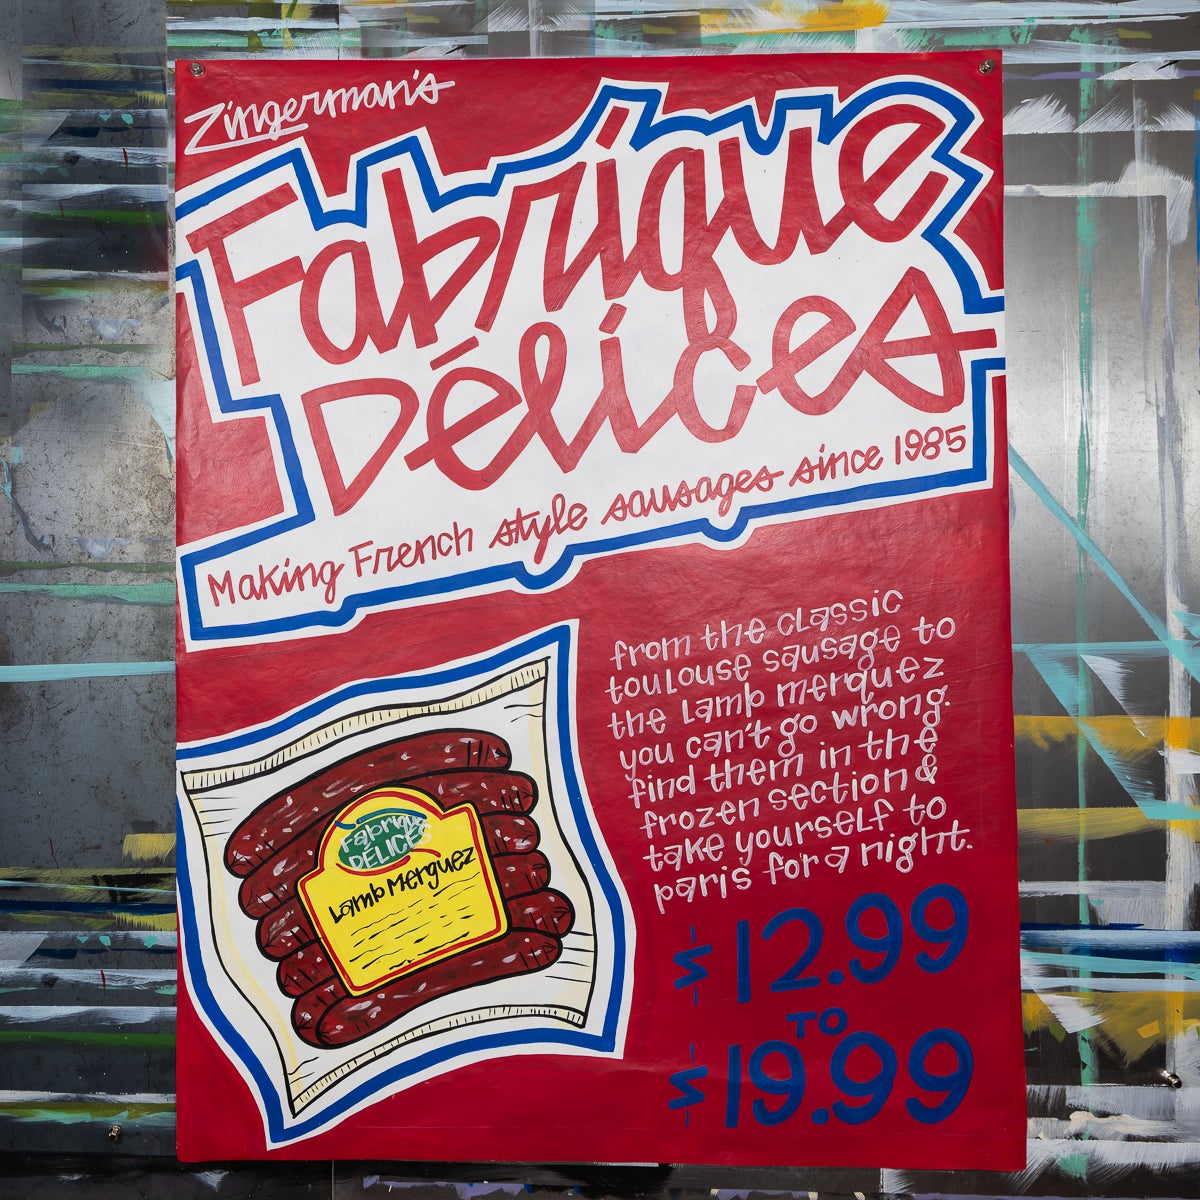 Zingerman's
Fabrique
Délices
Making French style sausages since 1985
from the classic
toulouse sausage to
the lamb merquez
you can't go wrong.
find them in the
frozen section &
take yourself to
paris for a night.
$12.99
TO
$19.99
Fabrique
DÉLICES
Lamb Merguez